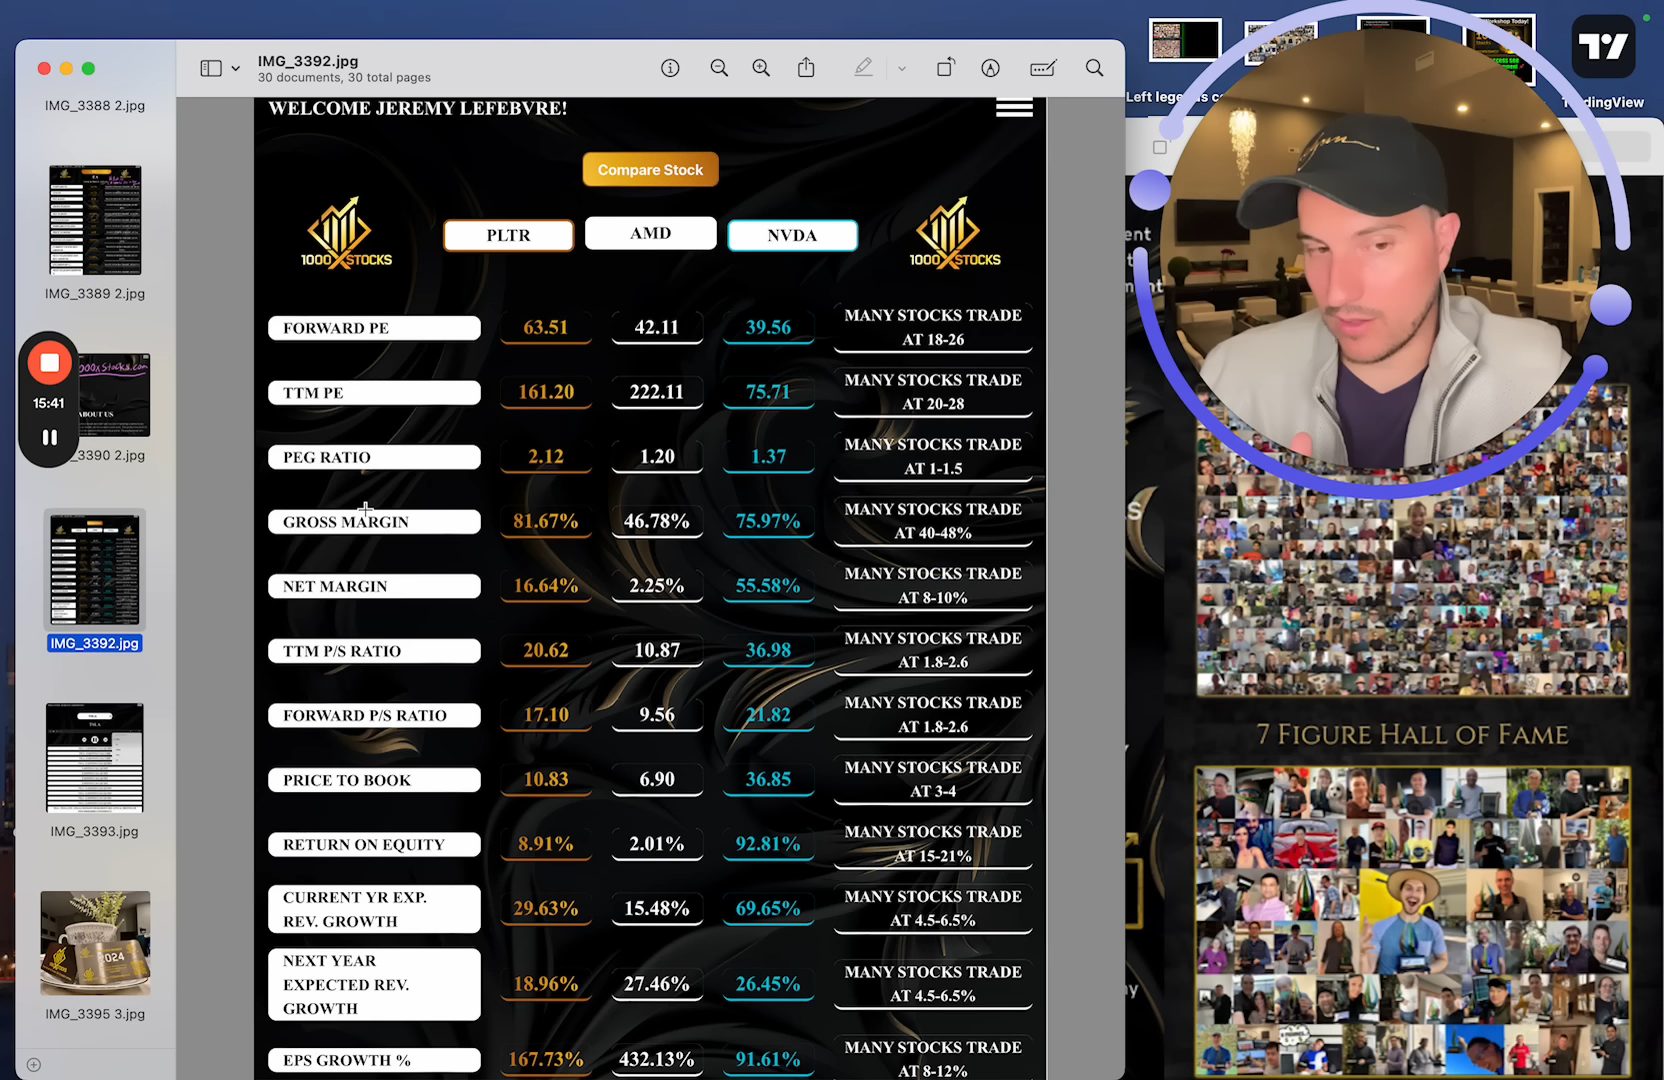 IMG_3392.jpg
30 documents, 30 total pages
IMG_3388 2.jpg
IMG_3389 2.jpg
15:41
3390 2.jpg
IMG_3392.jpg
IMG_3393.jpg
IMG_3395 3.jpg
ABOUT US
2024
WELCOME JEREMY LEFEBVRE!
Compare Stock
1000XSTOCKS
PLTR
AMD
NVDA
1000XSTOCKS
FORWARD PE 63.51 42.11 39.56 MANY STOCKS TRADE
AT 18-26
TTM PE 161.20 222.11 75.71 MANY STOCKS TRADE
AT 20-28
PEG RATIO 2.12 1.20 1.37 MANY STOCKS TRADE
AT 1-1.5
GROSS MARGIN 81.67% 46.78% 75.97% MANY STOCKS TRADE
AT 40-48%
NET MARGIN 16.64% 2.25% 55.58% MANY STOCKS TRADE
AT 8-10%
TTM P/S RATIO 20.62 10.87 36.98 MANY STOCKS TRADE
AT 1.8-2.6
FORWARD P/S RATIO 17.10 9.56 21.82 MANY STOCKS TRADE
AT 1.8-2.6
PRICE TO BOOK 10.83 6.90 36.85 MANY STOCKS TRADE
AT 3-4
RETURN ON EQUITY 8.91% 2.01% 92.81% MANY STOCKS TRADE
AT 15-21%
CURRENT YR EXP.
REV. GROWTH 29.63% 15.48% 69.65% MANY STOCKS TRADE
AT 4.5-6.5%
NEXT YEAR
EXPECTED REV.
GROWTH 18.96% 27.46% 26.45% MANY STOCKS TRADE
AT 4.5-6.5%
EPS GROWTH % 167.73% 432.13% 91.61% MANY STOCKS TRADE
AT 8-12%
Workshop Today!
Left legends
TradingView
7 FIGURE HALL OF FAME